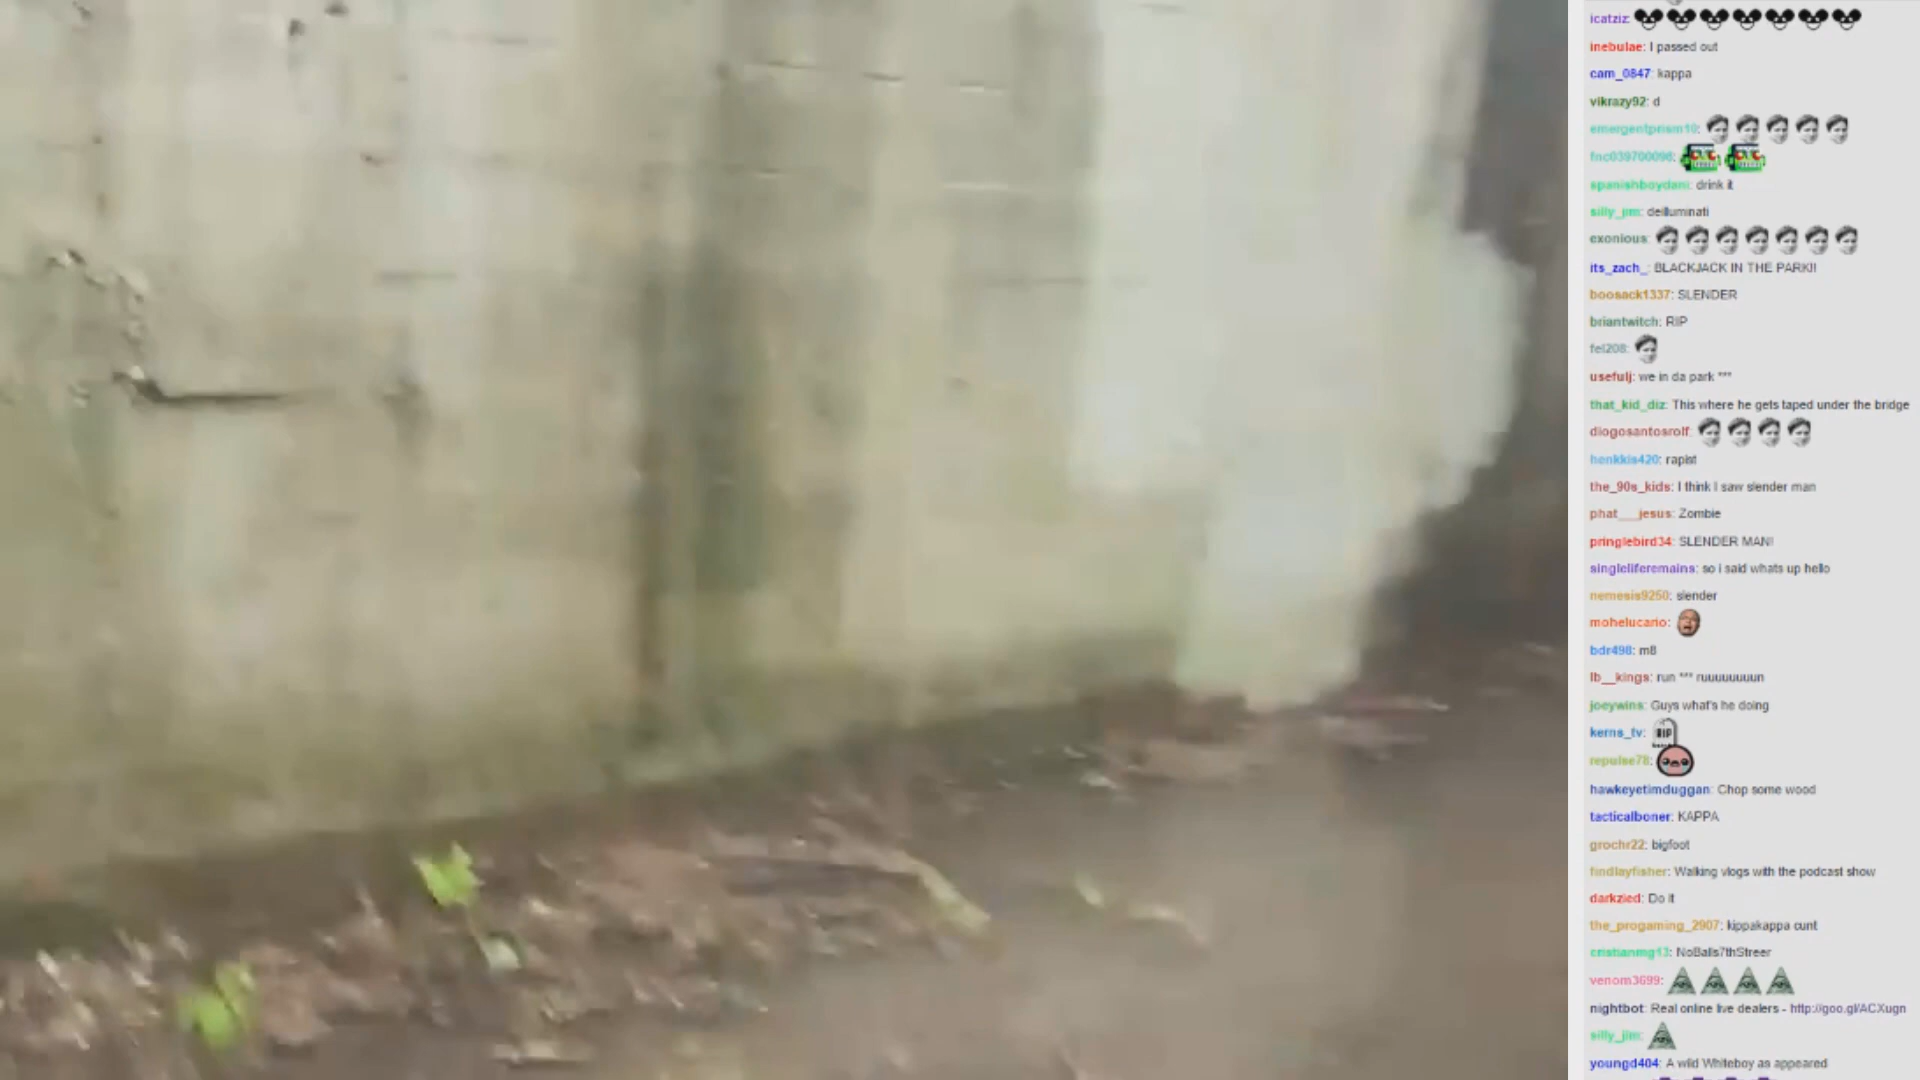 icatziz:
inebulae: I passed out
cam_0847: kappa
vikrazy92: d
emergentprism10:
fnc039700098:
spanishboydani: drink it
silly_jim: deilluminati
exonious:
its_zach_: BLACKJACK IN THE PARK!!
boosack1337: SLENDER
briantwitch: RIP
fel208:
usefulj: we in da park ***
that_kid_diz: This where he gets taped under the bridge
diogosantosrolf:
henkkis420: rapist
the_90s_kids: I think I saw slender man
phat___jesus: Zombie
pringlebird34: SLENDER MAN!
singleliferemains: so i said whats up hello
nemesis9250: slender
mohelucario:
bdr498: m8
lb__kings: run *** ruuuuuuuun
joeywins: Guys what's he doing
kerns_tv: RIP
repulse78:
hawkeyetimduggan: Chop some wood
tacticalboner: KAPPA
grochr22: bigfoot
findlayfisher: Walking vlogs with the podcast show
darkzied: Do it
the_progaming_2907: kippakappa cunt
cristianmg13: NoBalls7thStreer
venom3699:
nightbot: Real online live dealers - http://goo.gl/ACXugn
silly_jim:
youngd404: A wild Whiteboy as appeared